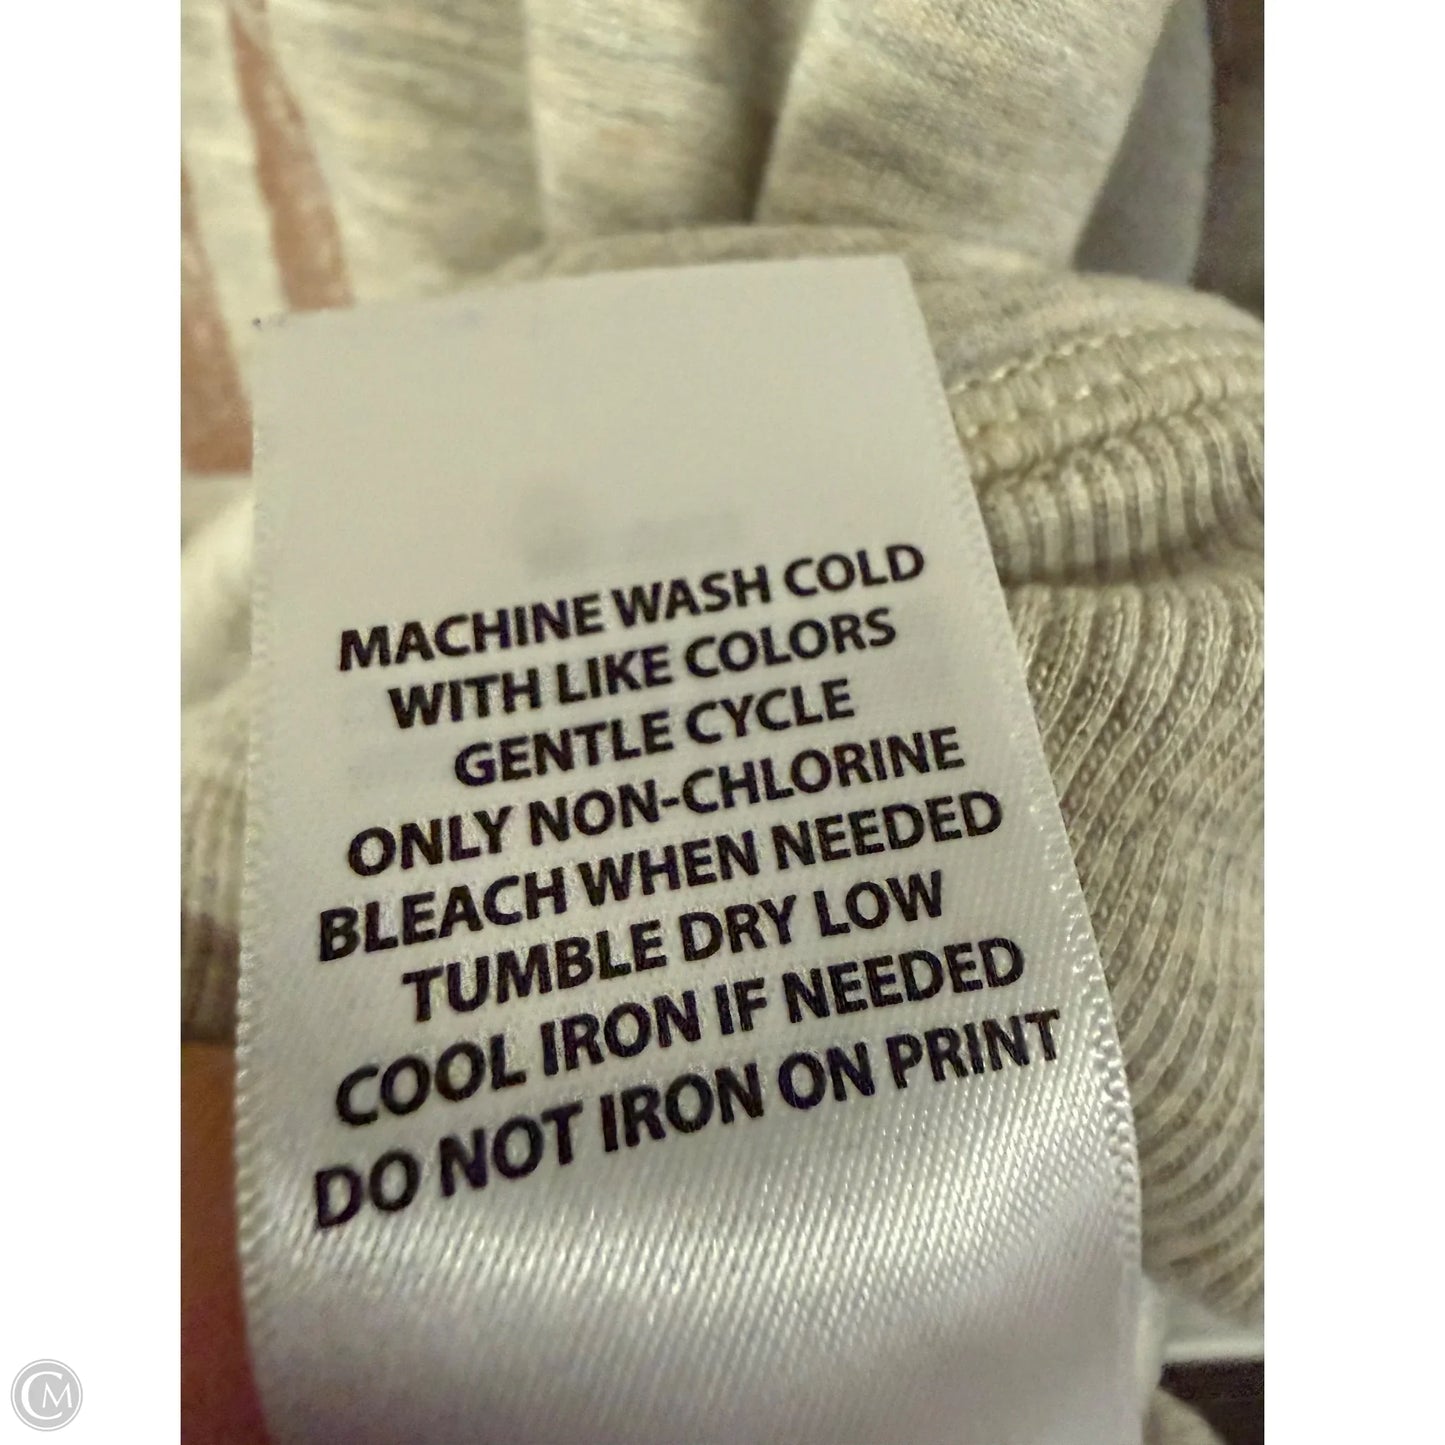 MACHINE WASH COLD
WITH LIKE COLORS
GENTLE CYCLE
ONLY NON-CHLORINE
BLEACH WHEN NEEDED
TUMBLE DRY LOW
COOL IRON IF NEEDED
DO NOT IRON ON PRINT
CM